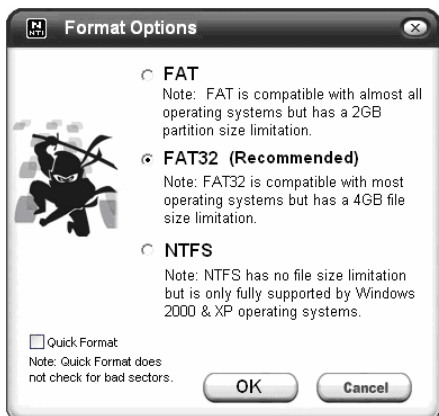 N
NTI
Format Options
FAT
Note: FAT is compatible with almost all
operating systems but has a 2GB
partition size limitation.
FAT32 (Recommended)
Note: FAT32 is compatible with most
operating systems but has a 4GB file
size limitation.
NTFS
Note: NTFS has no file size limitation
but is only fully supported by Windows
2000 & XP operating systems.
Quick Format
Note: Quick Format does
not check for bad sectors.
OK
Cancel